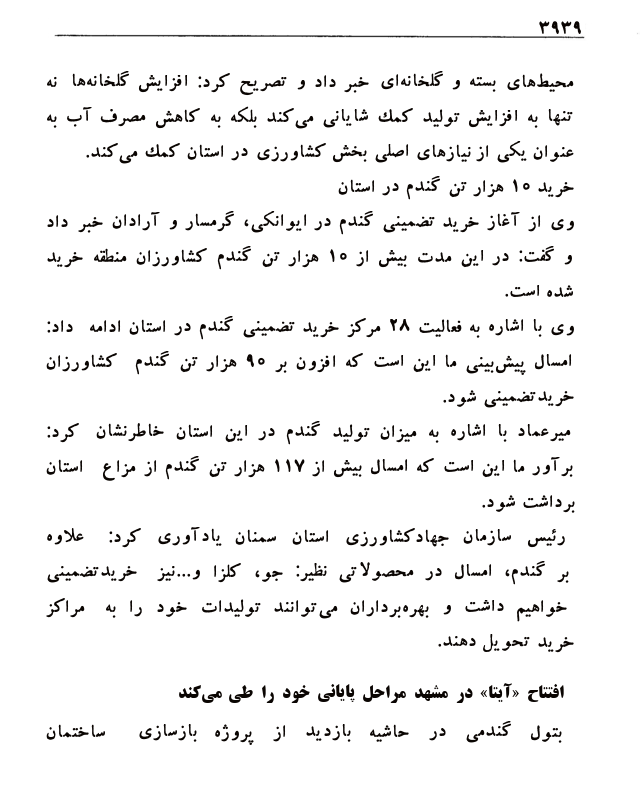 ۳۹۳۹
محیط‌های بسته و گلخانه‌ای خبر داد و تصریح کرد: افزایش گلخانه‌ها نه
تنها به افزایش تولید کمك شایانی می‌کند بلکه به کاهش مصرف آب به
عنوان یکی از نیازهای اصلی بخش کشاورزی در استان کمك می‌کند.
خرید ۱۰ هزار تن گندم در استان
وی از آغاز خرید تضمینی گندم در ایوانکی، گرمسار و آرادان خبر داد
و گفت: در این مدت بیش از ۱۰ هزار تن گندم کشاورزان منطقه خرید
شده است.
وی با اشاره به فعالیت ۲۸ مرکز خرید تضمینی گندم در استان ادامه داد:
امسال پیش‌بینی ما این است که افزون بر ۹۰ هزار تن گندم کشاورزان
خریدتضمینی شود.
میرعماد با اشاره به میزان تولید گندم در این استان خاطرنشان کرد:
برآور ما این است که امسال بیش از ۱۱۷ هزار تن گندم از مزاع استان
برداشت شود.
رئیس سازمان جهادکشاورزی استان سمنان یادآوری کرد: علاوه
بر گندم، امسال در محصولاتی نظیر: جو، کلزا و...نیز خریدتضمینی
خواهیم داشت و بهره‌برداران می‌توانند تولیدات خود را به مراکز
خرید تحویل دهند.
افتتاح «آیتا» در مشهد مراحل پایانی خود را طی می‌کند
بتول گندمی در حاشیه بازدید از پروژه بازسازی ساختمان